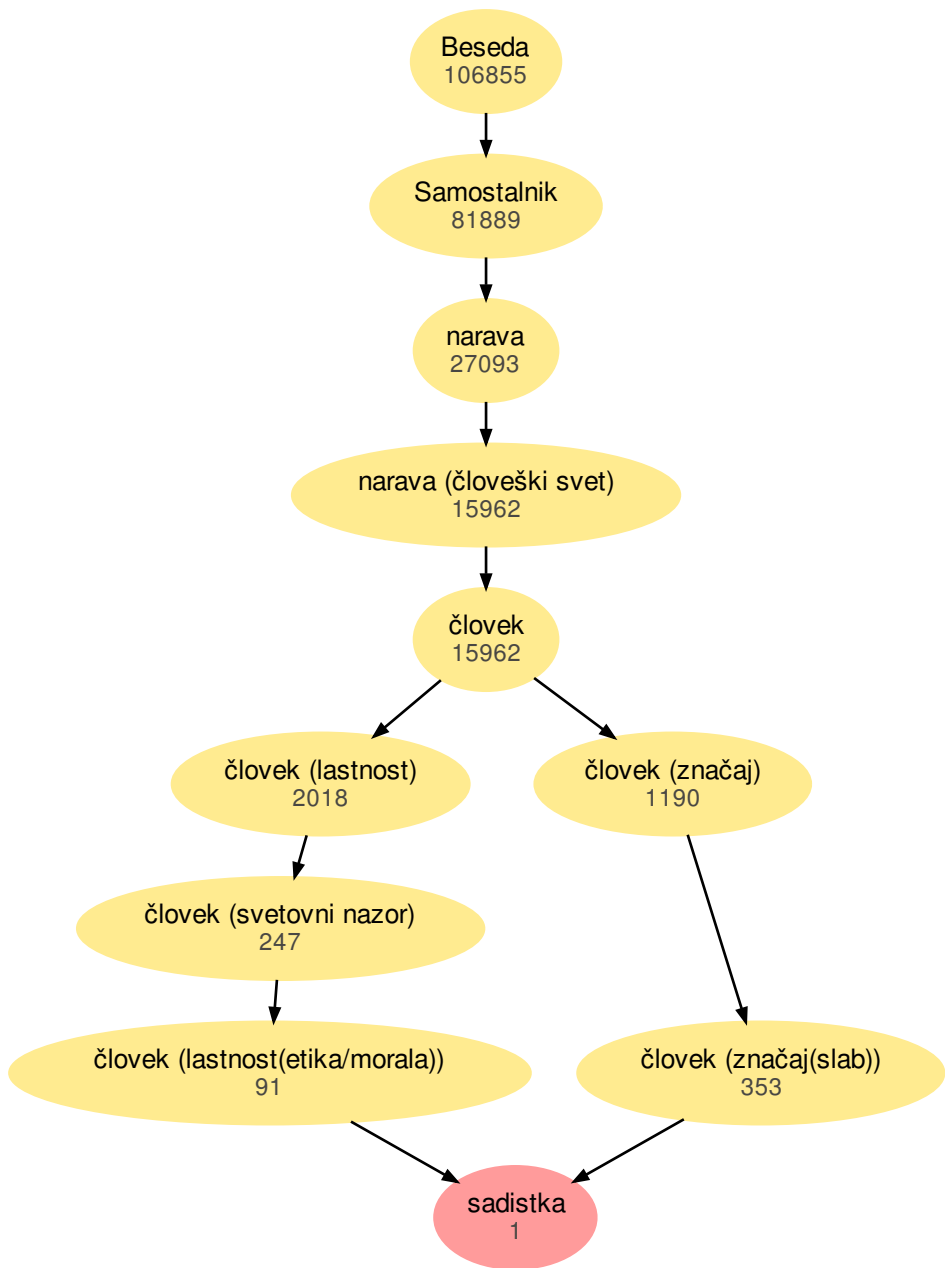 Beseda
106855
Samostalnik
81889
narava
27093
narava (človeški svet)
15962
človek
15962
človek (lastnost)
2018
človek (značaj)
1190
človek (svetovni nazor)
247
človek (lastnost(etika/morala))
91
človek (značaj(slab))
353
sadistka
1